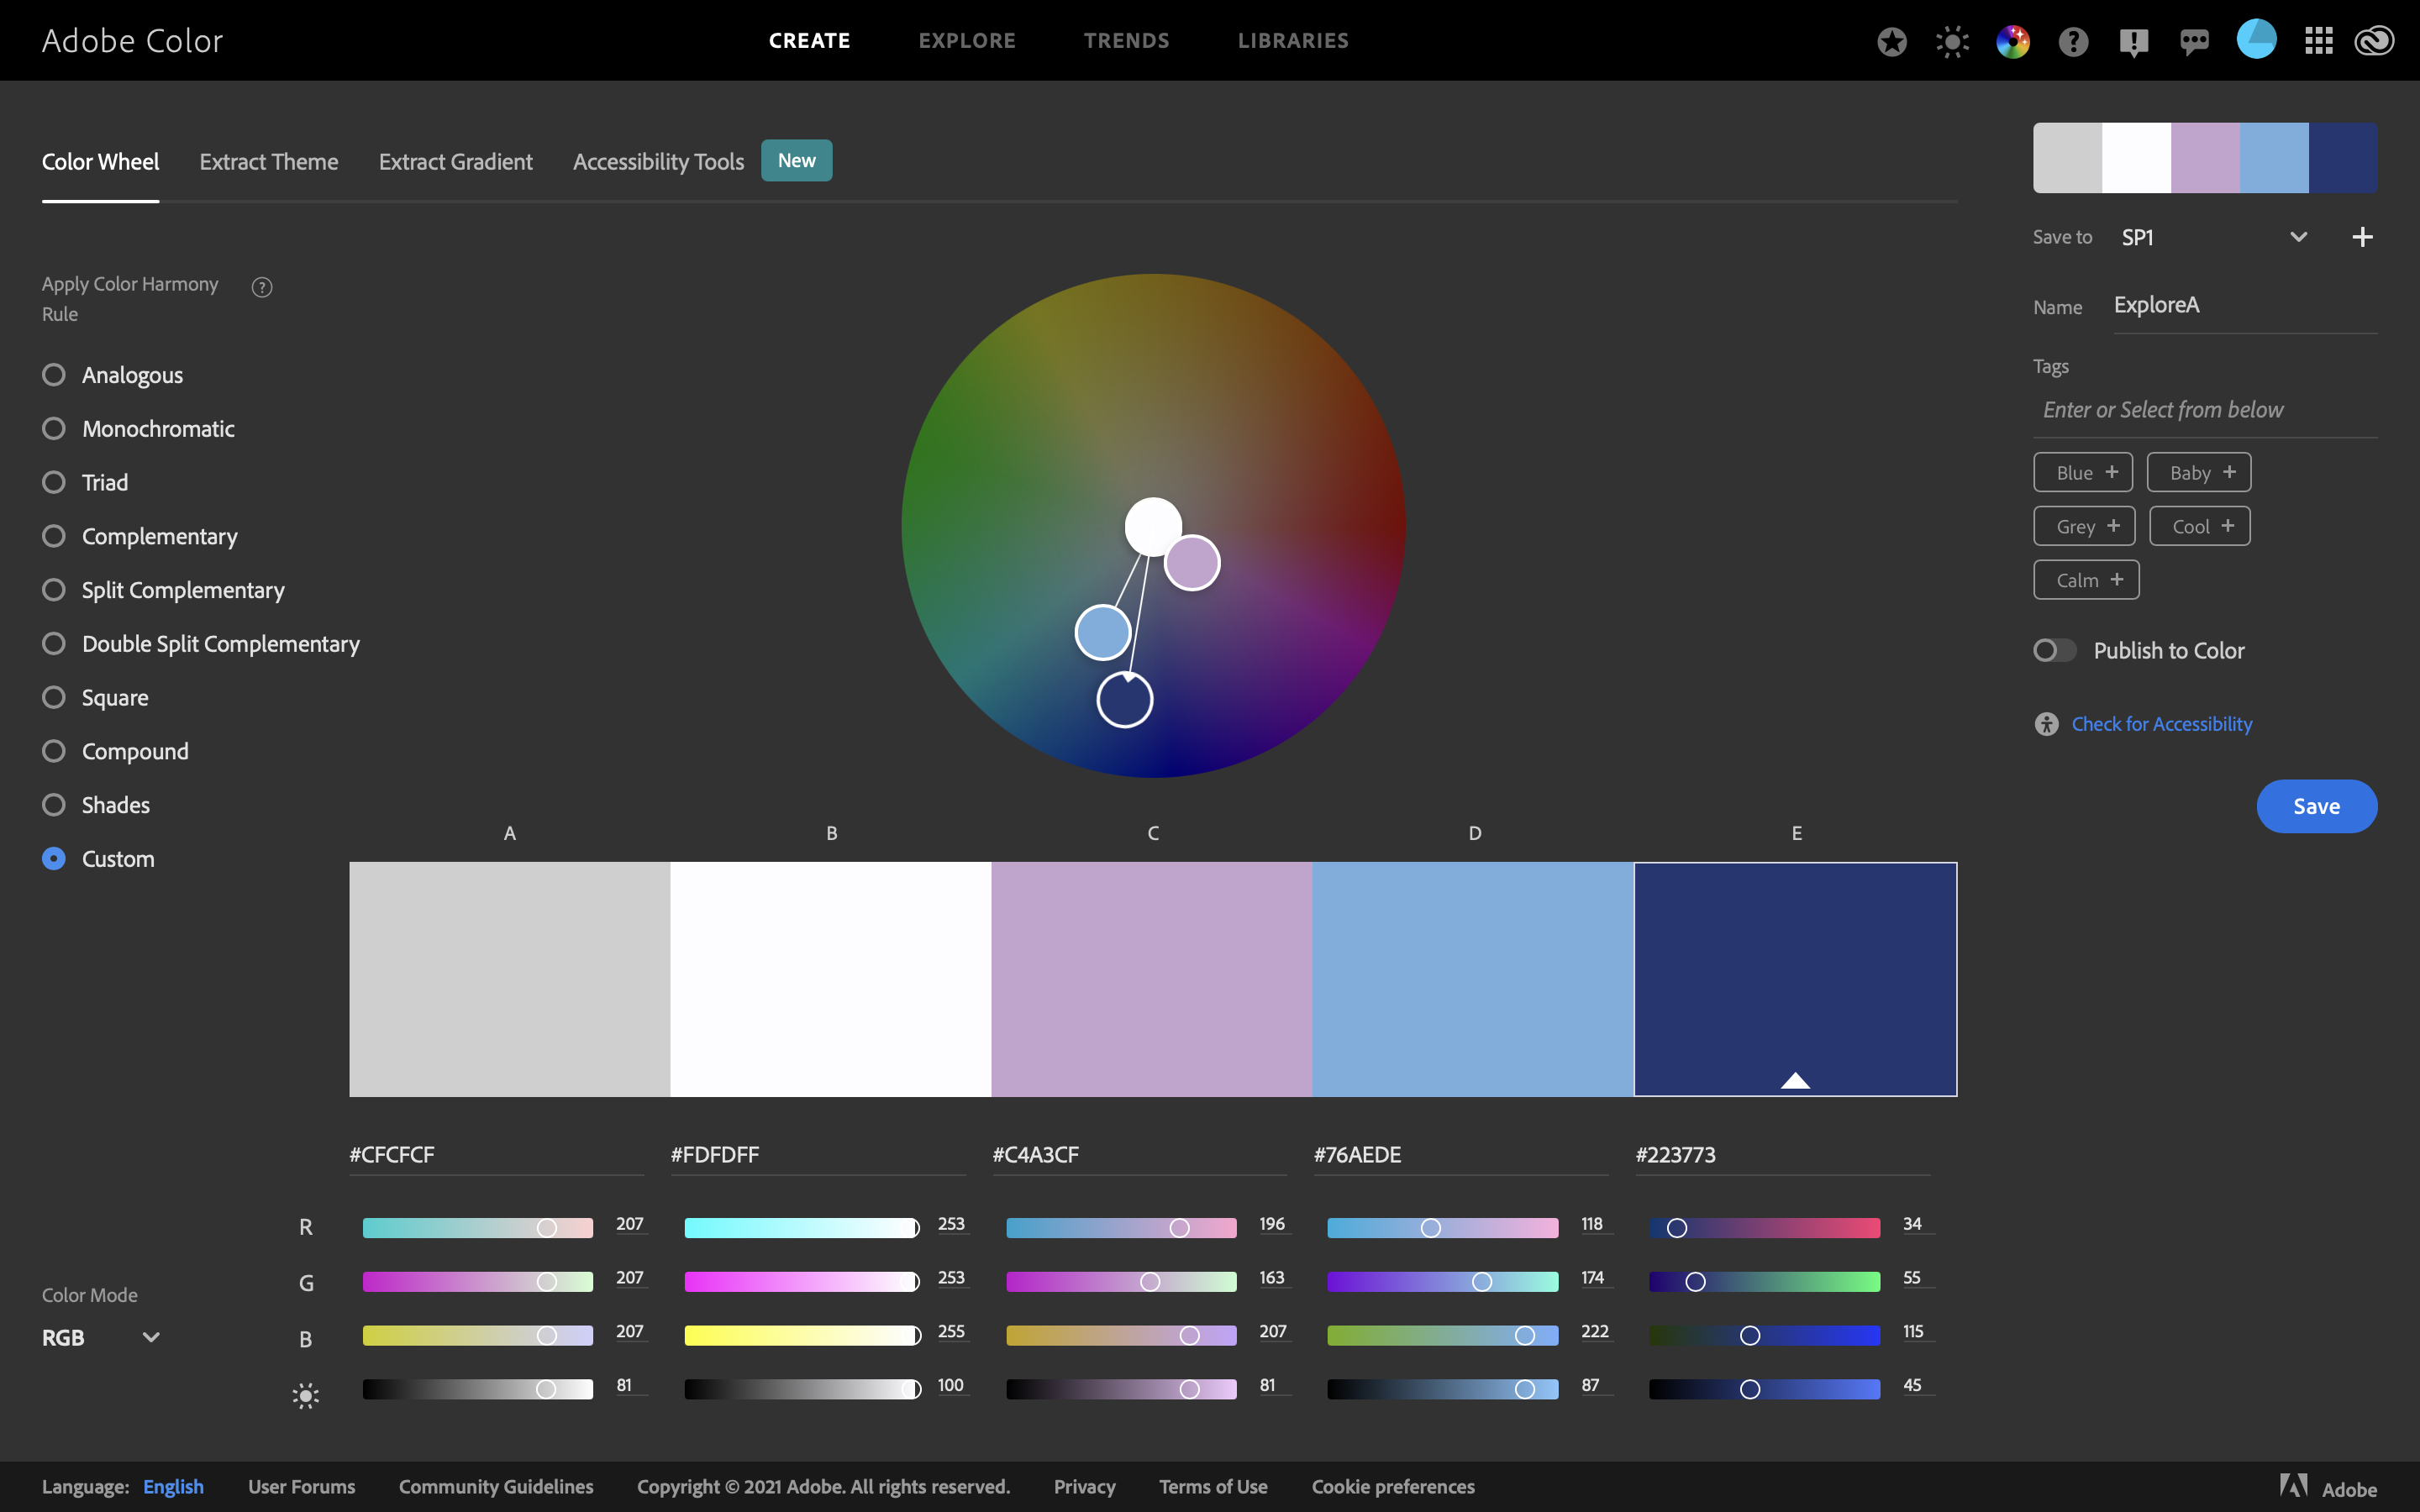 Adobe Color
CREATE EXPLORE TRENDS LIBRARIES
Color Wheel Extract Theme Extract Gradient Accessibility Tools New
Apply Color Harmony
Rule
?
Analogous
Monochromatic
Triad
Complementary
Split Complementary
Double Split Complementary
Square
Compound
Shades
Custom
Save to SP1
Name ExploreA
Tags
Enter or Select from below
Blue + Baby +
Grey + Cool +
Calm +
Publish to Color
Check for Accessibility
Save
A B C D E
#CFCFCF #FDFDFF #C4A3CF #76AEDE #223773
R 207 253 196 118 34
G 207 253 163 174 55
B 207 255 207 222 115
81 100 81 87 45
Color Mode
RGB
Language: English User Forums Community Guidelines Copyright © 2021 Adobe. All rights reserved. Privacy Terms of Use Cookie preferences Adobe